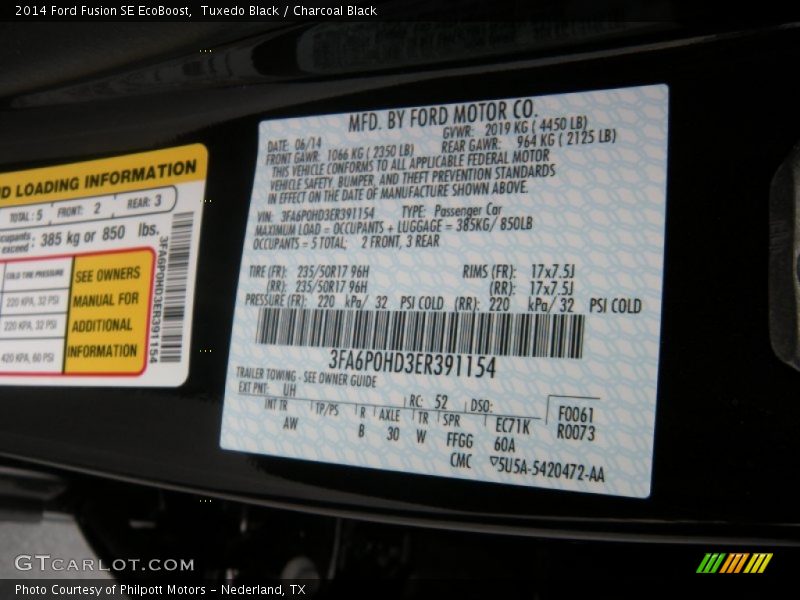 2014 Ford Fusion SE EcoBoost, Tuxedo Black / Charcoal Black
MFD. BY FORD MOTOR CO.
DATE: 06/14 GVWR: 2019 KG ( 4450 LB)
FRONT GAWR: 1066 KG ( 2350 LB) REAR GAWR: 964 KG ( 2125 LB)
THIS VEHICLE CONFORMS TO ALL APPLICABLE FEDERAL MOTOR
VEHICLE SAFETY, BUMPER, AND THEFT PREVENTION STANDARDS
IN EFFECT ON THE DATE OF MANUFACTURE SHOWN ABOVE.
VIN: 3FA6P0HD3ER391154 TYPE: Passenger Car
MAXIMUM LOAD = OCCUPANTS + LUGGAGE = 385KG/ 850LB
OCCUPANTS = 5 TOTAL; 2 FRONT, 3 REAR
TIRE (FR): 235/50R17 96H RIMS (FR): 17x7.5J
(RR): 235/50R17 96H (RR): 17x7.5J
PRESSURE (FR): 220 kPa/ 32 PSI COLD (RR): 220 kPa/ 32 PSI COLD
3FA6P0HD3ER391154
TRAILER TOWING - SEE OWNER GUIDE
EXT PNT: UH RC: 52 DSO:
INT TR TP/PS R AXLE TR SPR EC71K F0061
AW B 30 W FFGG 60A R0073
CMC ▽5U5A-5420472-AA
LOADING INFORMATION
TOTAL: 5 FRONT: 2 REAR: 3
exceed: 385 kg or 850 lbs.
COLD TIRE PRESSURE
220 KPA, 32 PSI
220 KPA, 32 PSI
420 KPA, 60 PSI
SEE OWNERS
MANUAL FOR
ADDITIONAL
INFORMATION
3FA6P0HD3ER391154
GTCARLOT.COM
Photo Courtesy of Philpott Motors - Nederland, TX